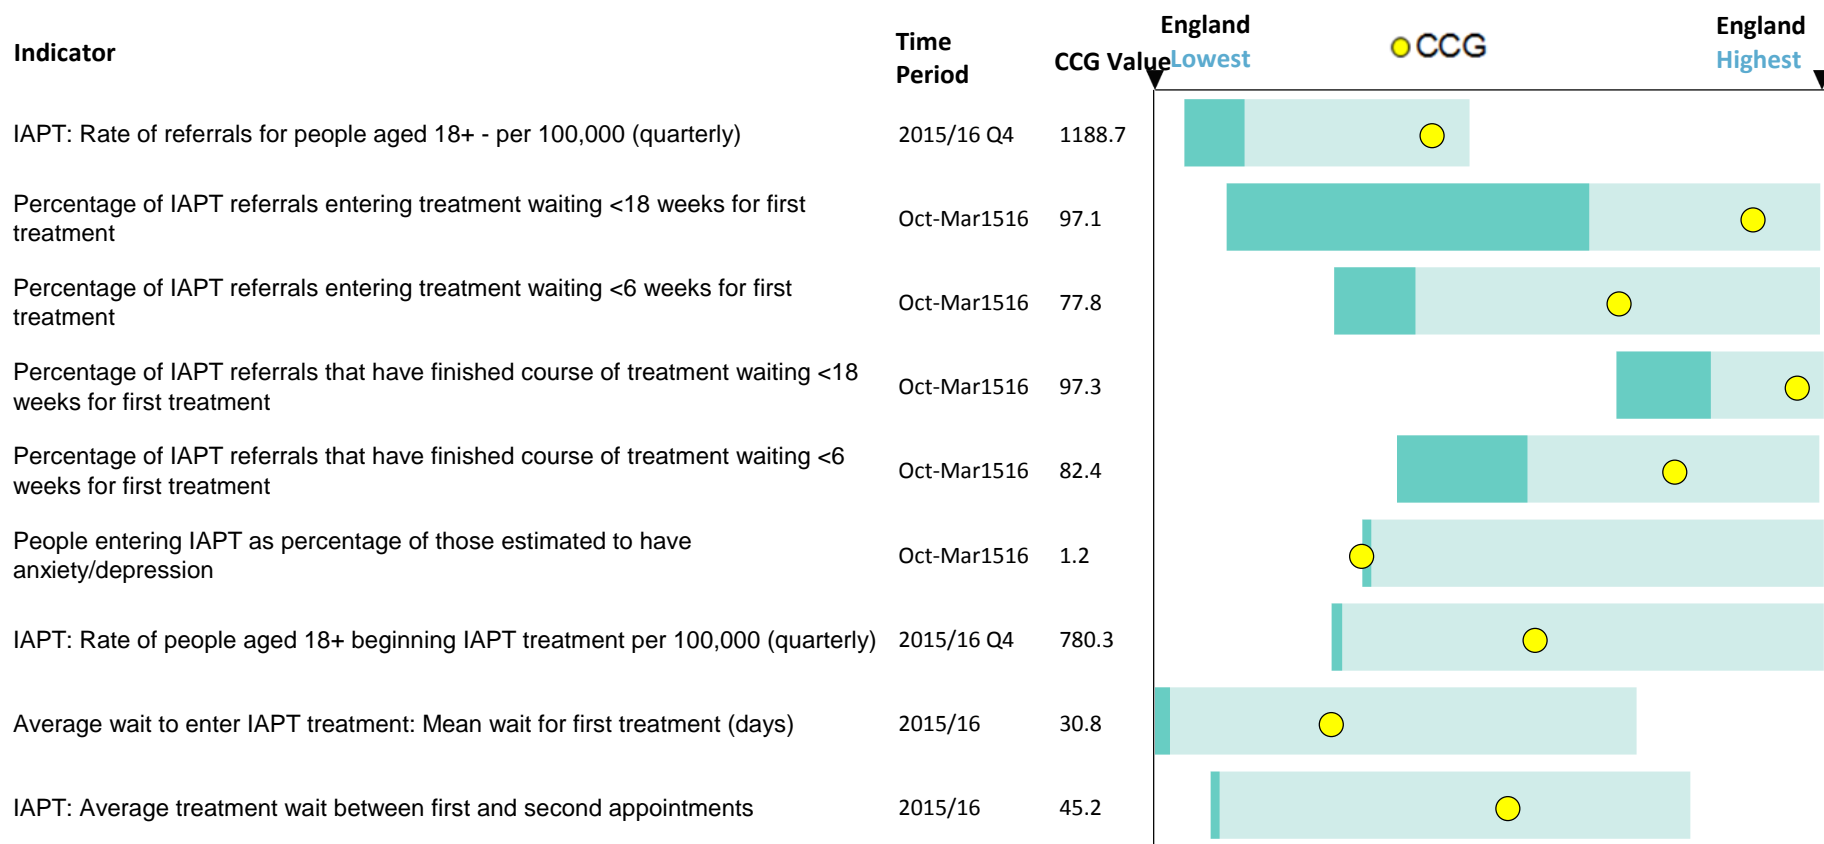 Indicator
Time
Period
CCG Value
England
Lowest
CCG
England
Highest
IAPT: Rate of referrals for people aged 18+ - per 100,000 (quarterly) 2015/16 Q4 1188.7
Percentage of IAPT referrals entering treatment waiting <18 weeks for first
treatment
Oct-Mar1516 97.1
Percentage of IAPT referrals entering treatment waiting <6 weeks for first
treatment
Oct-Mar1516 77.8
Percentage of IAPT referrals that have finished course of treatment waiting <18
weeks for first treatment
Oct-Mar1516 97.3
Percentage of IAPT referrals that have finished course of treatment waiting <6
weeks for first treatment
Oct-Mar1516 82.4
People entering IAPT as percentage of those estimated to have
anxiety/depression
Oct-Mar1516 1.2
IAPT: Rate of people aged 18+ beginning IAPT treatment per 100,000 (quarterly) 2015/16 Q4 780.3
Average wait to enter IAPT treatment: Mean wait for first treatment (days) 2015/16 30.8
IAPT: Average treatment wait between first and second appointments 2015/16 45.2